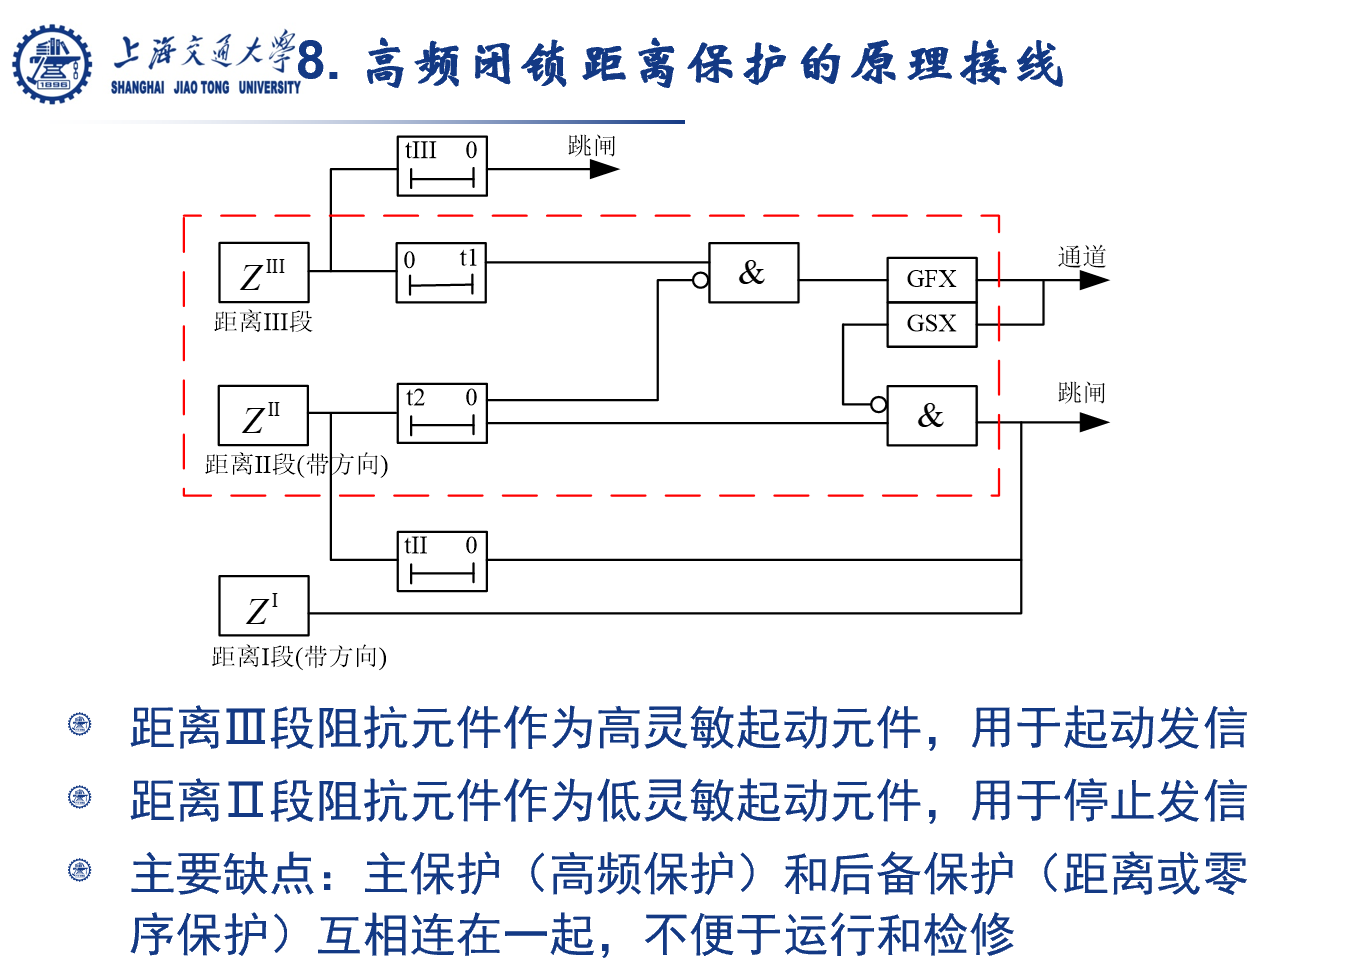 上海交通大學
SHANGHAI JIAO TONG UNIVERSITY
8. 高频闭锁距离保护的原理接线
tIII 0
跳闸
Z^III
0 t1
&
GFX
通道
距离III段
GSX
Z^II
t2 0
&
跳闸
距离II段(带方向)
tII 0
Z^I
距离I段(带方向)
距离Ⅲ段阻抗元件作为高灵敏起动元件，用于起动发信
距离Ⅱ段阻抗元件作为低灵敏起动元件，用于停止发信
主要缺点：主保护（高频保护）和后备保护（距离或零
序保护）互相连在一起，不便于运行和检修
1896